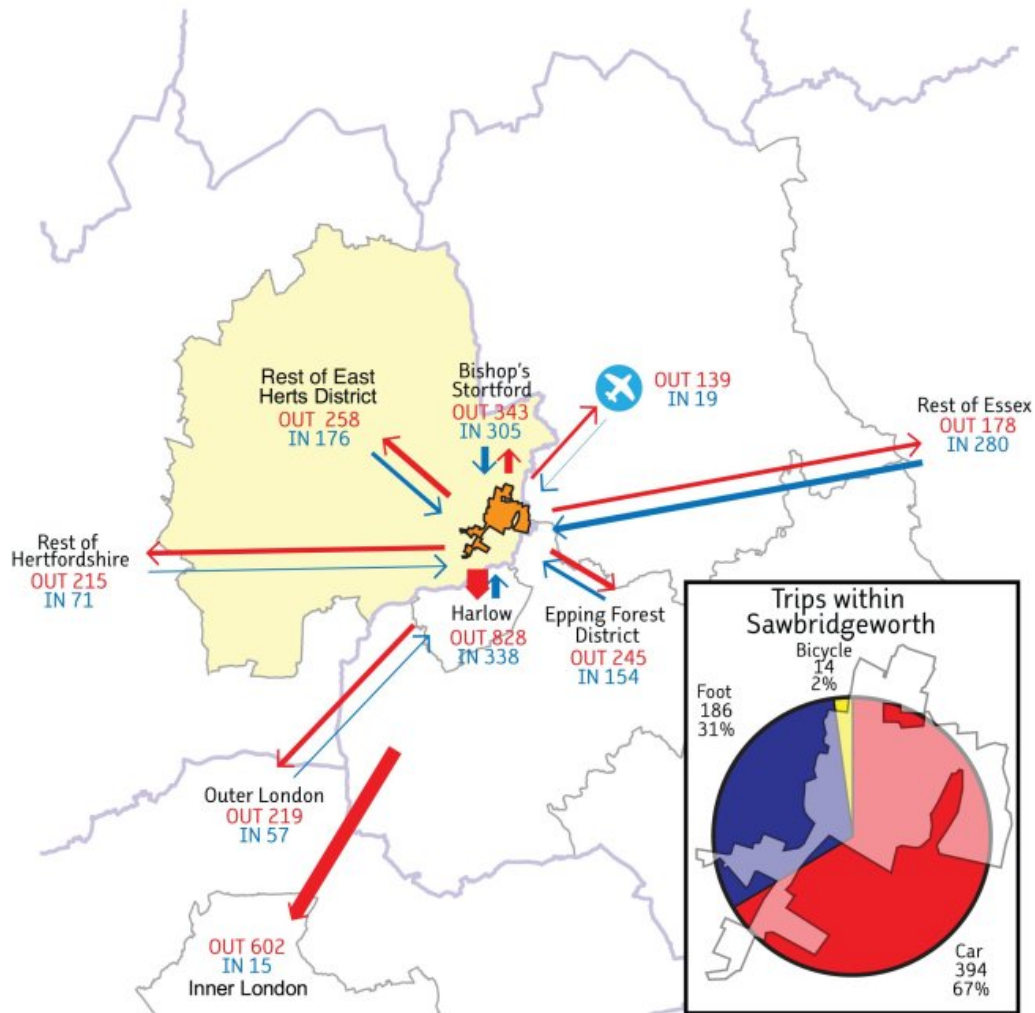 Rest of East
Herts District
OUT 258
IN 176
Bishop's
Stortford
OUT 343
IN 305
OUT 139
IN 19
Rest of Essex
OUT 178
IN 280
Rest of
Hertfordshire
OUT 215
IN 71
Harlow
OUT 828
IN 338
Epping Forest
District
OUT 245
IN 154
Outer London
OUT 219
IN 57
OUT 602
IN 15
Inner London
Trips within
Sawbridgeworth
Bicycle
14
2%
Foot
186
31%
Car
394
67%